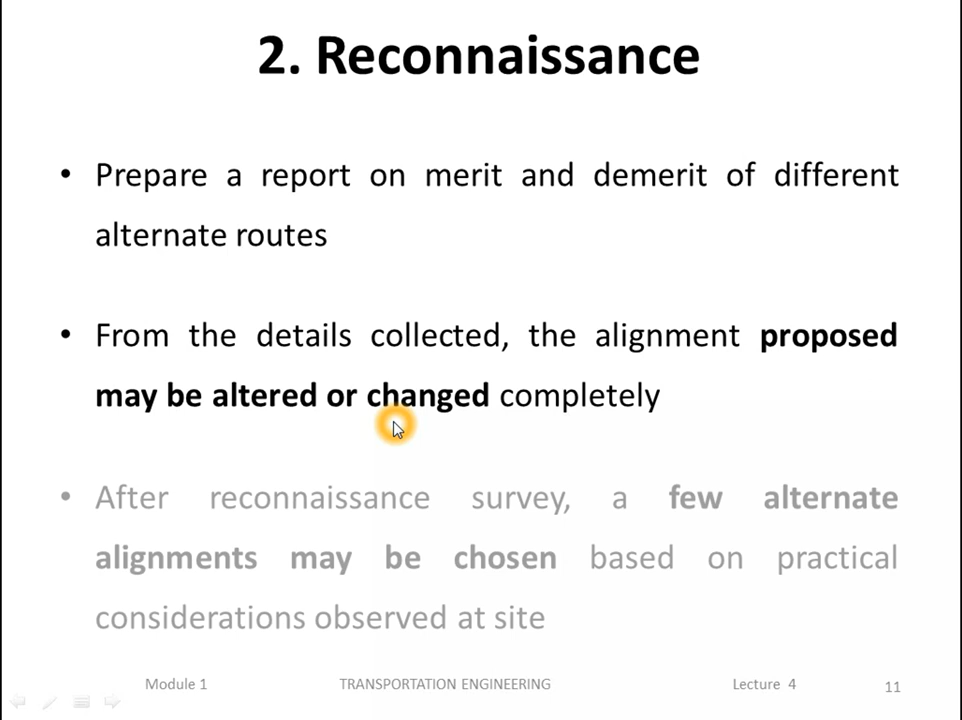 2. Reconnaissance
• Prepare a report on merit and demerit of different
alternate routes
• From the details collected, the alignment proposed
may be altered or changed completely
• After reconnaissance survey, a few alternate
alignments may be chosen based on practical
considerations observed at site
Module 1 TRANSPORTATION ENGINEERING Lecture 4 11